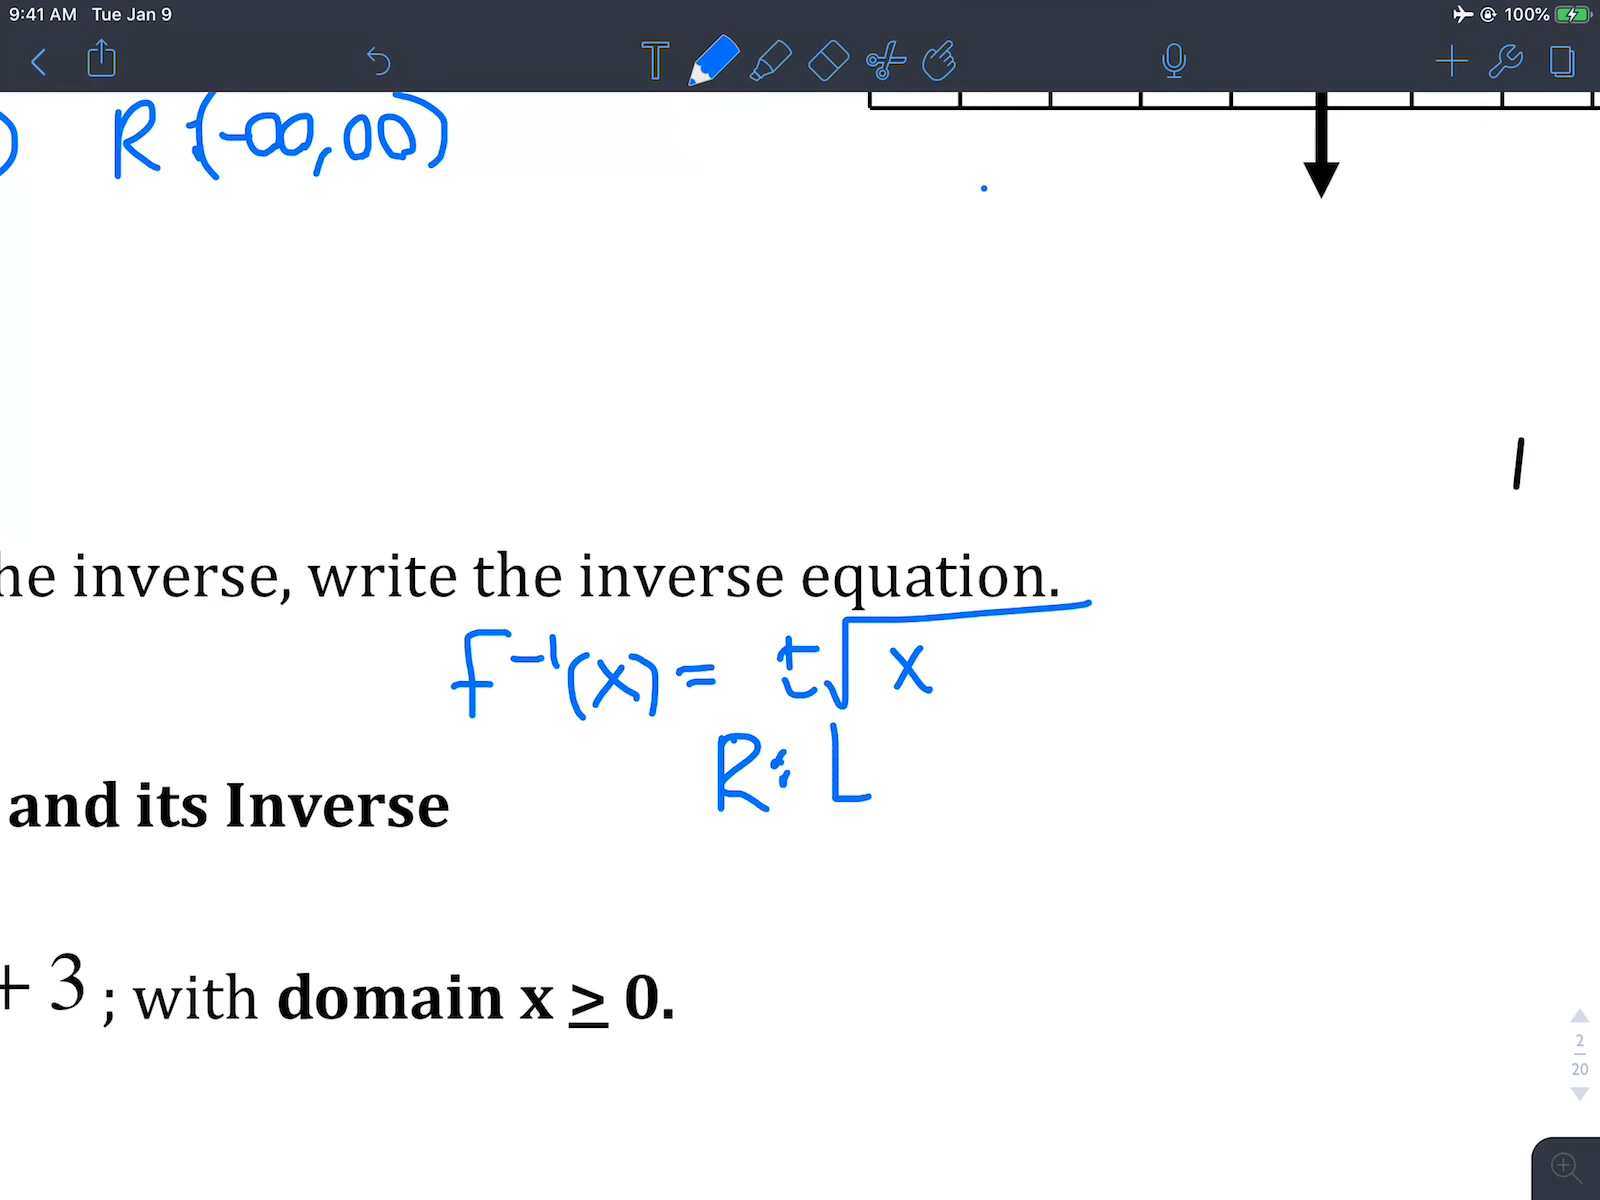 9:41 AM Tue Jan 9
100%
T
) R (-∞,∞)
he inverse, write the inverse equation.
f⁻¹(x) = ±√x
R: L
and its Inverse
+ 3 ; with domain x ≥ 0.
2
20